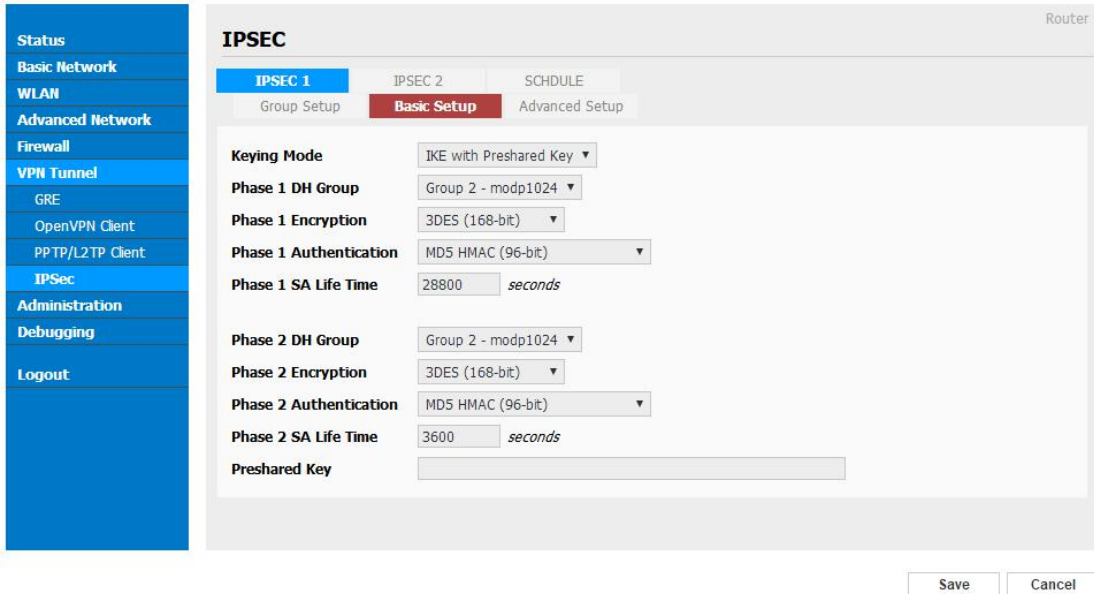 Router
Status
Basic Network
WLAN
Advanced Network
Firewall
VPN Tunnel
GRE
OpenVPN Client
PPTP/L2TP Client
IPSec
Administration
Debugging
Logout
IPSEC
IPSEC 1 IPSEC 2 SCHDULE
Group Setup Basic Setup Advanced Setup
Keying Mode IKE with Preshared Key
Phase 1 DH Group Group 2 - modp1024
Phase 1 Encryption 3DES (168-bit)
Phase 1 Authentication MD5 HMAC (96-bit)
Phase 1 SA Life Time 28800 seconds
Phase 2 DH Group Group 2 - modp1024
Phase 2 Encryption 3DES (168-bit)
Phase 2 Authentication MD5 HMAC (96-bit)
Phase 2 SA Life Time 3600 seconds
Preshared Key
Save Cancel